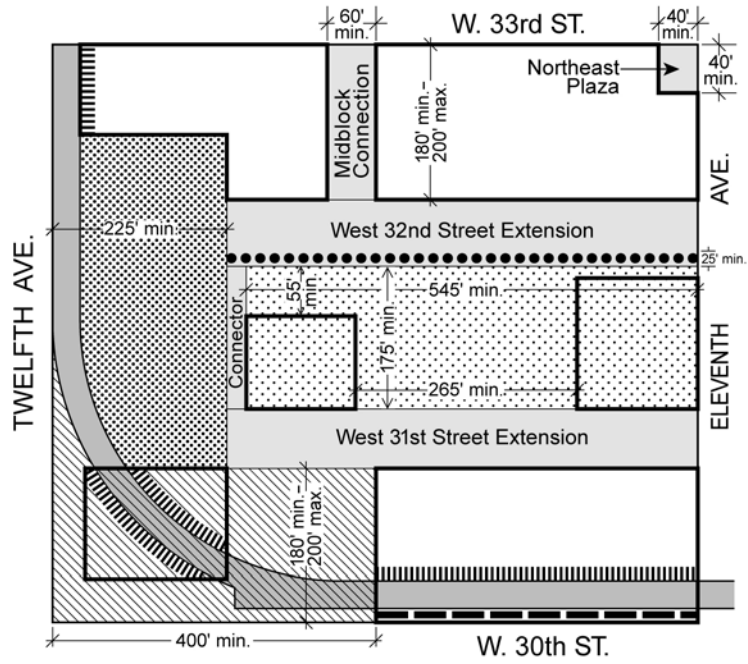 60'
min.
W. 33rd ST.
40'
min.
Northeast
Plaza
40'
min.
Midblock
Connection
180' min.-
200' max.
AVE.
225' min.
West 32nd Street Extension
25' min.
TWELFTH AVE.
Connector
55'
min.
545' min.
175' min.
265' min.
ELEVENTH
West 31st Street Extension
180' min.-
200' max.
400' min.
W. 30th ST.